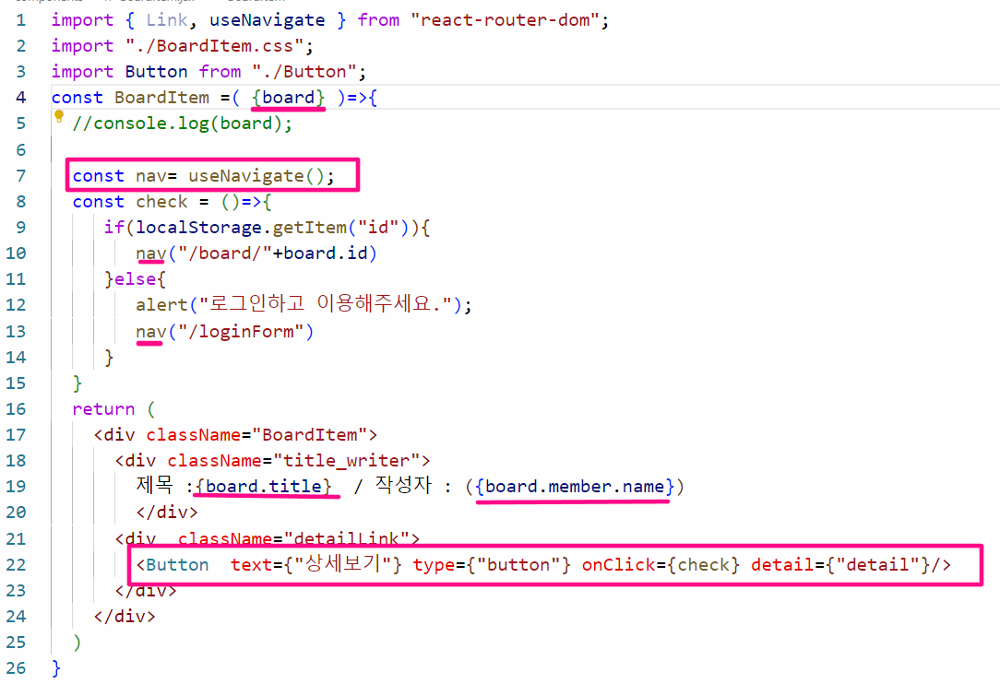 1 import { Link, useNavigate } from "react-router-dom";
2 import "./BoardItem.css";
3 import Button from "./Button";
4 const BoardItem =( {board} )=>{
5 //console.log(board);
6
7 const nav= useNavigate();
8 const check = ()=>{
9 if(localStorage.getItem("id")){
10 nav("/board/"+board.id)
11 }else{
12 alert("로그인하고 이용해주세요.");
13 nav("/loginForm")
14 }
15 }
16 return (
17 <div className="BoardItem">
18 <div className="title_writer">
19 제목 :{board.title} / 작성자 : ({board.member.name})
20 </div>
21 <div className="detailLink">
22 <Button text={"상세보기"} type={"button"} onClick={check} detail={"detail"}/>
23 </div>
24 </div>
25 )
26 }